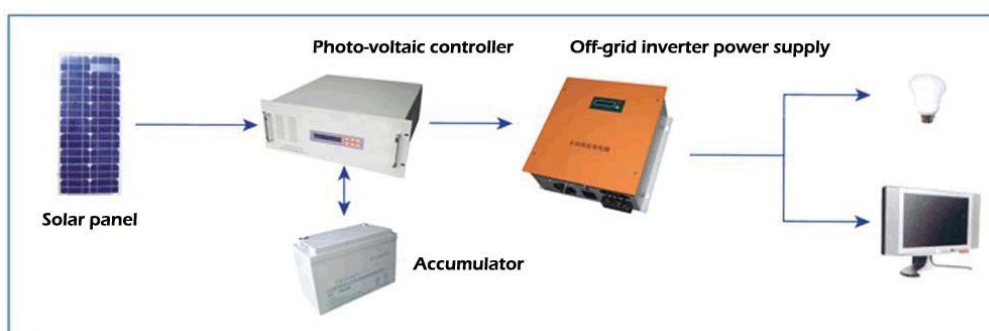 Photo-voltaic controller
Off-grid inverter power supply
Solar panel
Accumulator